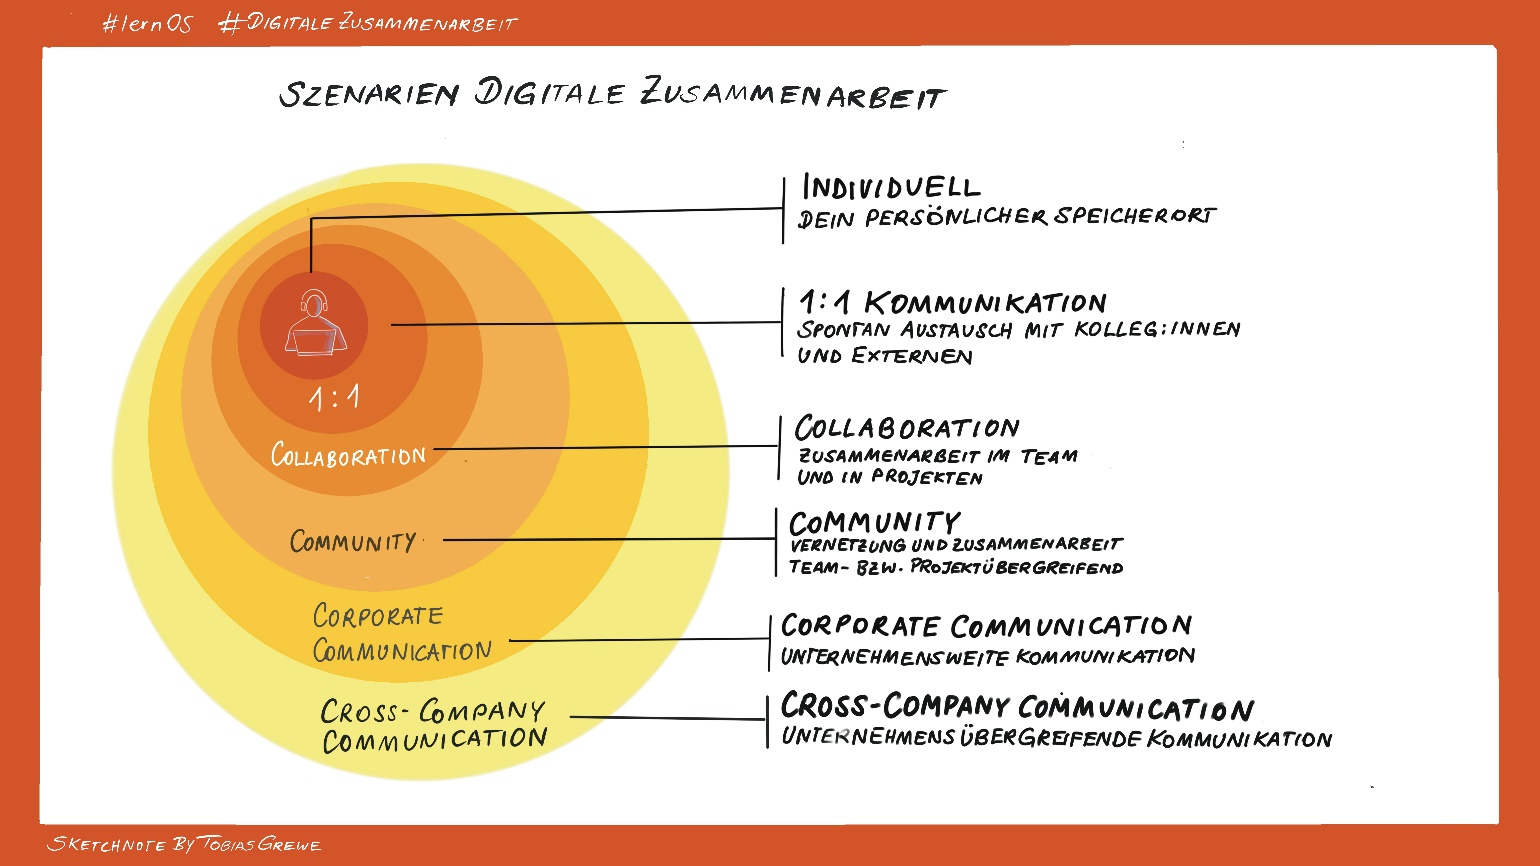 #lernOS #DIGITALE ZUSAMMENARBEIT
SZENARIEN DIGITALE ZUSAMMENARBEIT
INDIVIDUELL
DEIN PERSÖNLICHER SPEICHERORT
1:1 KOMMUNIKATION
SPONTAN AUSTAUSCH MIT KOLLEG:INNEN
UND EXTERNEN
1:1
COLLABORATION
COLLABORATION
ZUSAMMENARBEIT IM TEAM
UND IN PROJEKTEN
COMMUNITY
COMMUNITY
VERNETZUNG UND ZUSAMMENARBEIT
TEAM- BZW. PROJEKTÜBERGREIFEND
CORPORATE
COMMUNICATION
CORPORATE COMMUNICATION
UNTERNEHMENSWEITE KOMMUNIKATION
CROSS-COMPANY
COMMUNICATION
CROSS-COMPANY COMMUNICATION
UNTERNEHMENSÜBERGREIFENDE KOMMUNIKATION
SKETCHNOTE BY TOBIAS GREWE